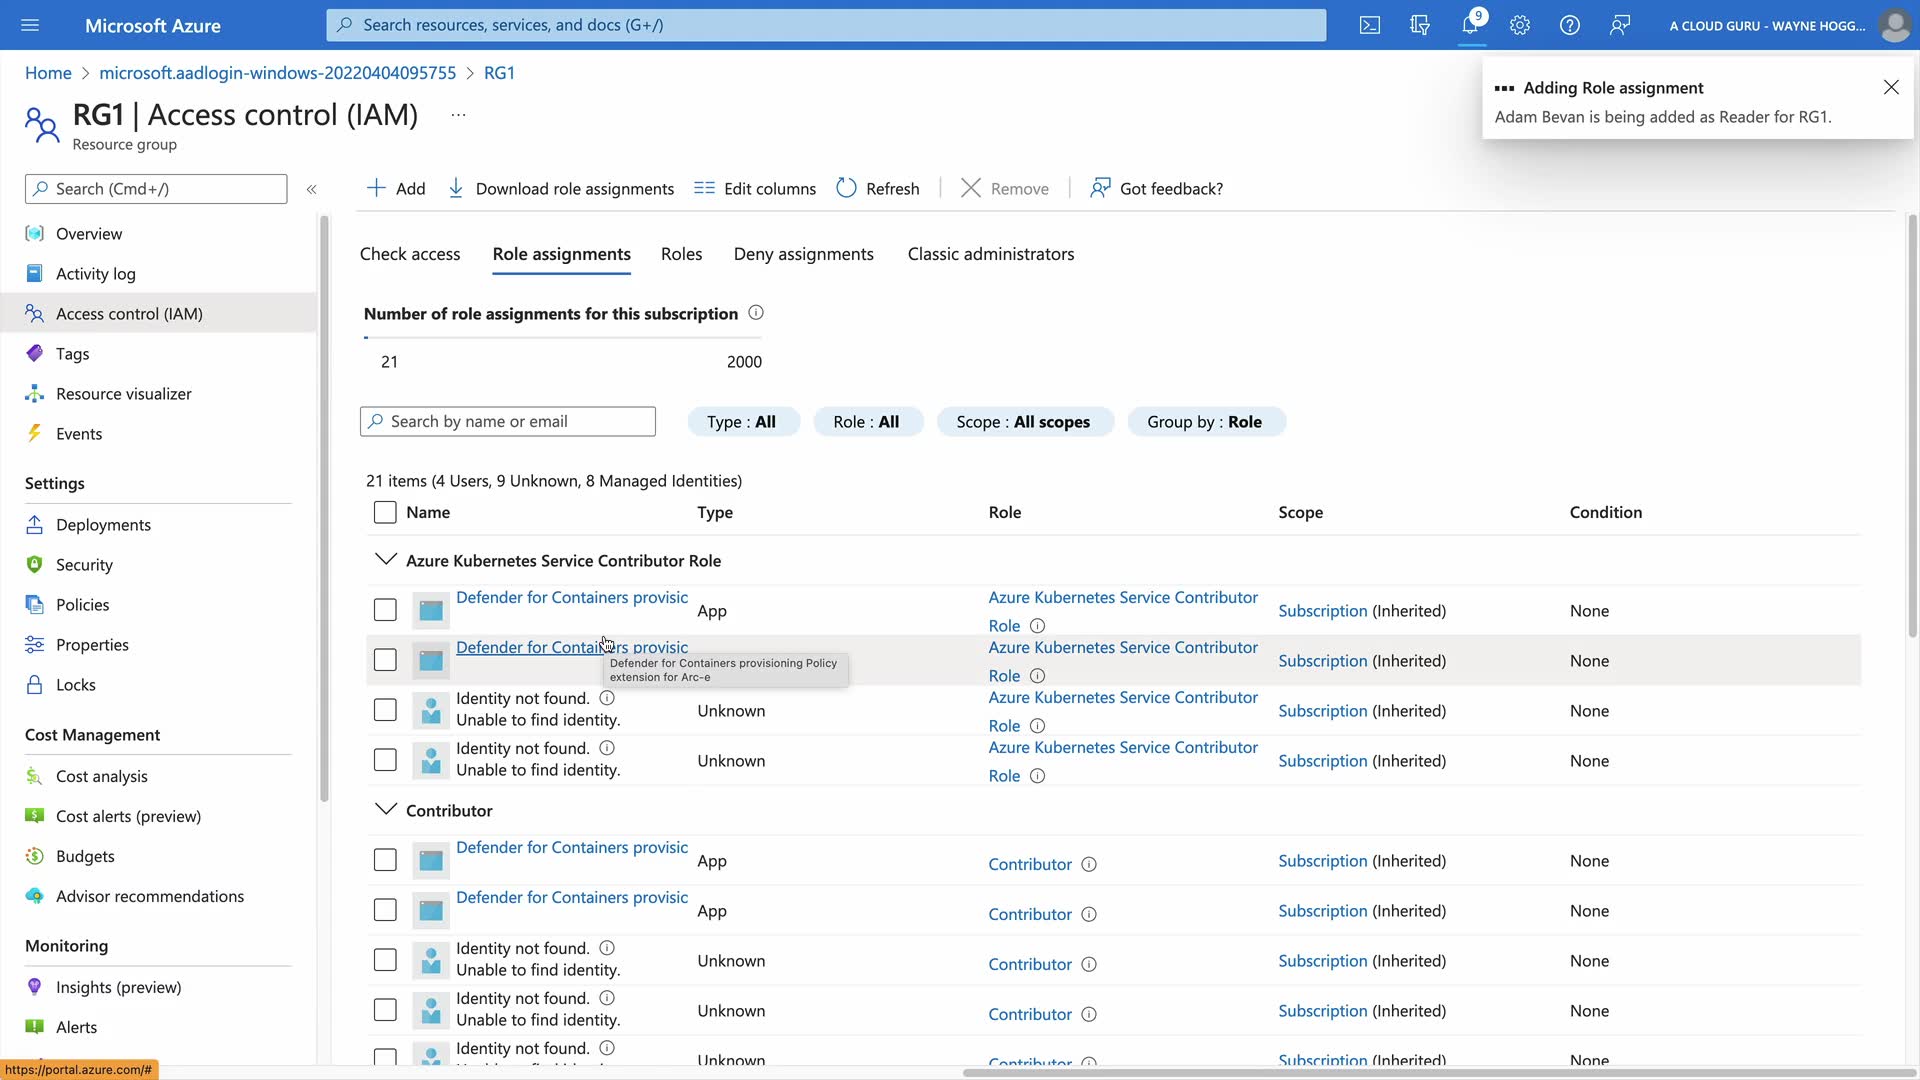 Microsoft Azure
Search resources, services, and docs (G+/)
9
A CLOUD GURU - WAYNE HOGG...
Home > microsoft.aadlogin-windows-20220404095755 > RG1
RG1 | Access control (IAM) ...
Resource group
Adding Role assignment
Adam Bevan is being added as Reader for RG1.
Search (Cmd+/)
«
Overview
Activity log
Access control (IAM)
Tags
Resource visualizer
Events
Settings
Deployments
Security
Policies
Properties
Locks
Cost Management
Cost analysis
Cost alerts (preview)
Budgets
Advisor recommendations
Monitoring
Insights (preview)
Alerts
https://portal.azure.com/#
Add
Download role assignments
Edit columns
Refresh
Remove
Got feedback?
Check access
Role assignments
Roles
Deny assignments
Classic administrators
Number of role assignments for this subscription
21
2000
Search by name or email
Type : All
Role : All
Scope : All scopes
Group by : Role
21 items (4 Users, 9 Unknown, 8 Managed Identities)
Name Type Role Scope Condition
Azure Kubernetes Service Contributor Role
Defender for Containers provisic
App
Azure Kubernetes Service Contributor
Role
Subscription (Inherited)
None
Defender for Containers provisic
Defender for Containers provisioning Policy
extension for Arc-e
Azure Kubernetes Service Contributor
Role
Subscription (Inherited)
None
Identity not found.
Unable to find identity.
Unknown
Azure Kubernetes Service Contributor
Role
Subscription (Inherited)
None
Identity not found.
Unable to find identity.
Unknown
Azure Kubernetes Service Contributor
Role
Subscription (Inherited)
None
Contributor
Defender for Containers provisic
App
Contributor
Subscription (Inherited)
None
Defender for Containers provisic
App
Contributor
Subscription (Inherited)
None
Identity not found.
Unable to find identity.
Unknown
Contributor
Subscription (Inherited)
None
Identity not found.
Unable to find identity.
Unknown
Contributor
Subscription (Inherited)
None
Identity not found.
Unknown
Contributor
Subscription (Inherited)
None